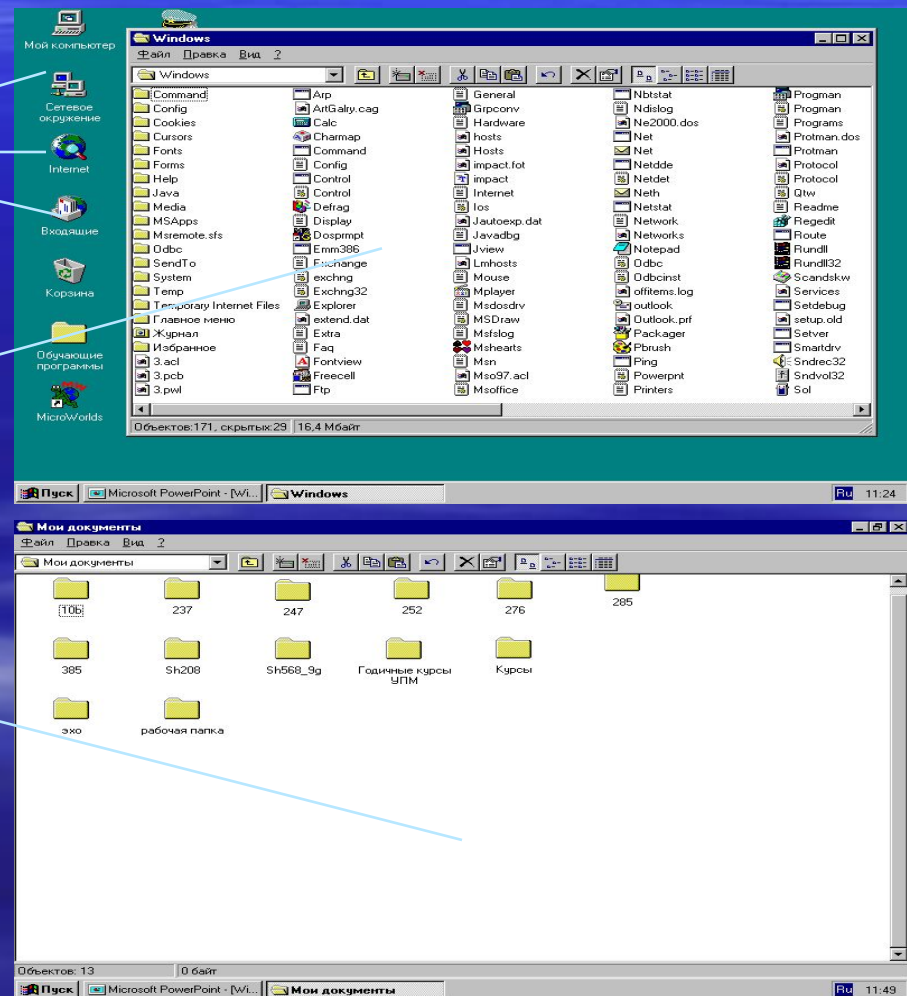 Мой компьютер
Сетевое
окружение
Internet
Входящие
Корзина
Обучающие
программы
MicroWorlds
Windows
Файл Правка Вид ?
Windows
Command
Config
Cookies
Cursors
Fonts
Forms
Help
Java
Media
MSApps
Msremote.sfs
Odbc
SendTo
System
Temp
Temporary Internet Files
Главное меню
Журнал
Избранное
3.acl
3.pcb
3.pwl
Arp
ArtGalry.cag
Calc
Charmap
Command
Config
Control
Control
Defrag
Display
Dosprmpt
Emm386
Exchange
exchng
Exchng32
Explorer
extend.dat
Extra
Faq
Fontview
Freecell
Ftp
General
Grpconv
Hardware
hosts
Hosts
impact.fot
impact
Internet
Ios
Jautoexp.dat
Javadbg
Jview
Lmhosts
Mouse
Mplayer
Msdosdrv
MSDraw
Msfslog
Mshearts
Msn
Mso97.acl
Msoffice
Nbtstat
Ndislog
Ne2000.dos
Net
Net
Netdde
Netdet
Neth
Netstat
Network
Networks
Notepad
Odbc
Odbcinst
offitems.log
outlook
Outlook.prf
Packager
Pbrush
Ping
Powerpnt
Printers
Progman
Progman
Programs
Protman.dos
Protman
Protocol
Protocol
Qtw
Readme
Regedit
Route
Rundll
Rundll32
Scandskw
Services
Setdebug
setup.old
Setver
Smartdrv
Sndrec32
Sndvol32
Sol
Объектов:171, скрытых:29 16,4 Мбайт
Пуск Microsoft PowerPoint - [Wi... Windows Ru 11:24
Мои документы
Файл Правка Вид ?
Мои документы
10b 237 247 252 276 285
385 Sh208 Sh568_9g Годичные курсы
УПМ Курсы
эхо рабочая папка
Объектов: 13 0 байт
Пуск Microsoft PowerPoint - [Wi... Мои документы Ru 11:49